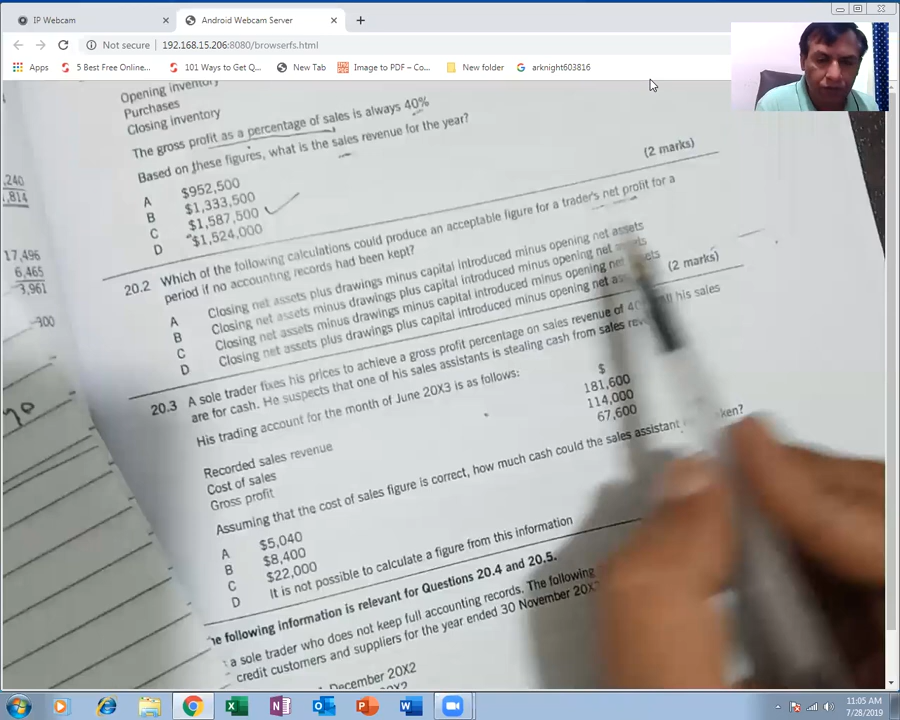 IP Webcam
Android Webcam Server
Not secure 192.168.15.206:8080/browserfs.html
Apps 5 Best Free Online... 101 Ways to Get Q... New Tab Image to PDF – Co... New folder arknight603816
Opening inventory
Purchases
Closing inventory
The gross profit as a percentage of sales is always 40%
Based on these figures, what is the sales revenue for the year?
A $952,500
B $1,333,500
C $1,587,500
D $1,524,000
(2 marks)
20.2 Which of the following calculations could produce an acceptable figure for a trader's net profit for a
period if no accounting records had been kept?
A Closing net assets plus drawings minus capital introduced minus opening net assets
B Closing net assets minus drawings plus capital introduced minus opening net
C Closing net assets minus drawings minus capital introduced minus opening net
D Closing net assets plus drawings plus capital introduced minus opening net
(2 marks)
20.3 A sole trader fixes his prices to achieve a gross profit percentage on sales revenue of his sales
are for cash. He suspects that one of his sales assistants is stealing cash from sales
His trading account for the month of June 20X3 is as follows:
$
Recorded sales revenue 181,600
Cost of sales 114,000
Gross profit 67,600
Assuming that the cost of sales figure is correct, how much cash could the sales assistant
A $5,040
B $8,400
C $22,000
D It is not possible to calculate a figure from this information
following information is relevant for Questions 20.4 and 20.5.
a sole trader who does not keep full accounting records. The following
credit customers and suppliers for the year ended 30 November
December 20X2
,240
1,814
17,496
6,465
3,961
11:05 AM
7/28/2019